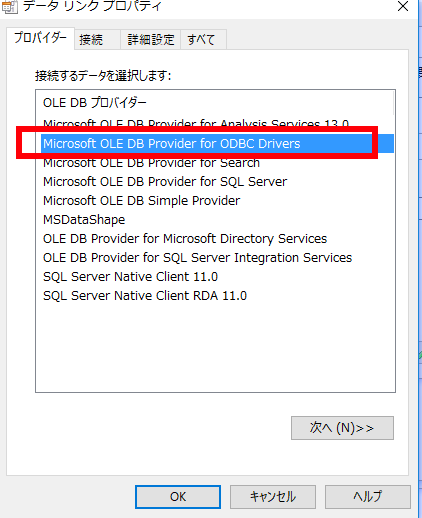 データ リンク プロパティ
プロバイダー 接続 詳細設定 すべて
接続するデータを選択します:
OLE DB プロバイダー
Microsoft OLE DB Provider for Analysis Services 13.0
Microsoft OLE DB Provider for ODBC Drivers
Microsoft OLE DB Provider for Search
Microsoft OLE DB Provider for SQL Server
Microsoft OLE DB Simple Provider
MSDataShape
OLE DB Provider for Microsoft Directory Services
OLE DB Provider for SQL Server Integration Services
SQL Server Native Client 11.0
SQL Server Native Client RDA 11.0
次へ (N)>>
OK キャンセル ヘルプ